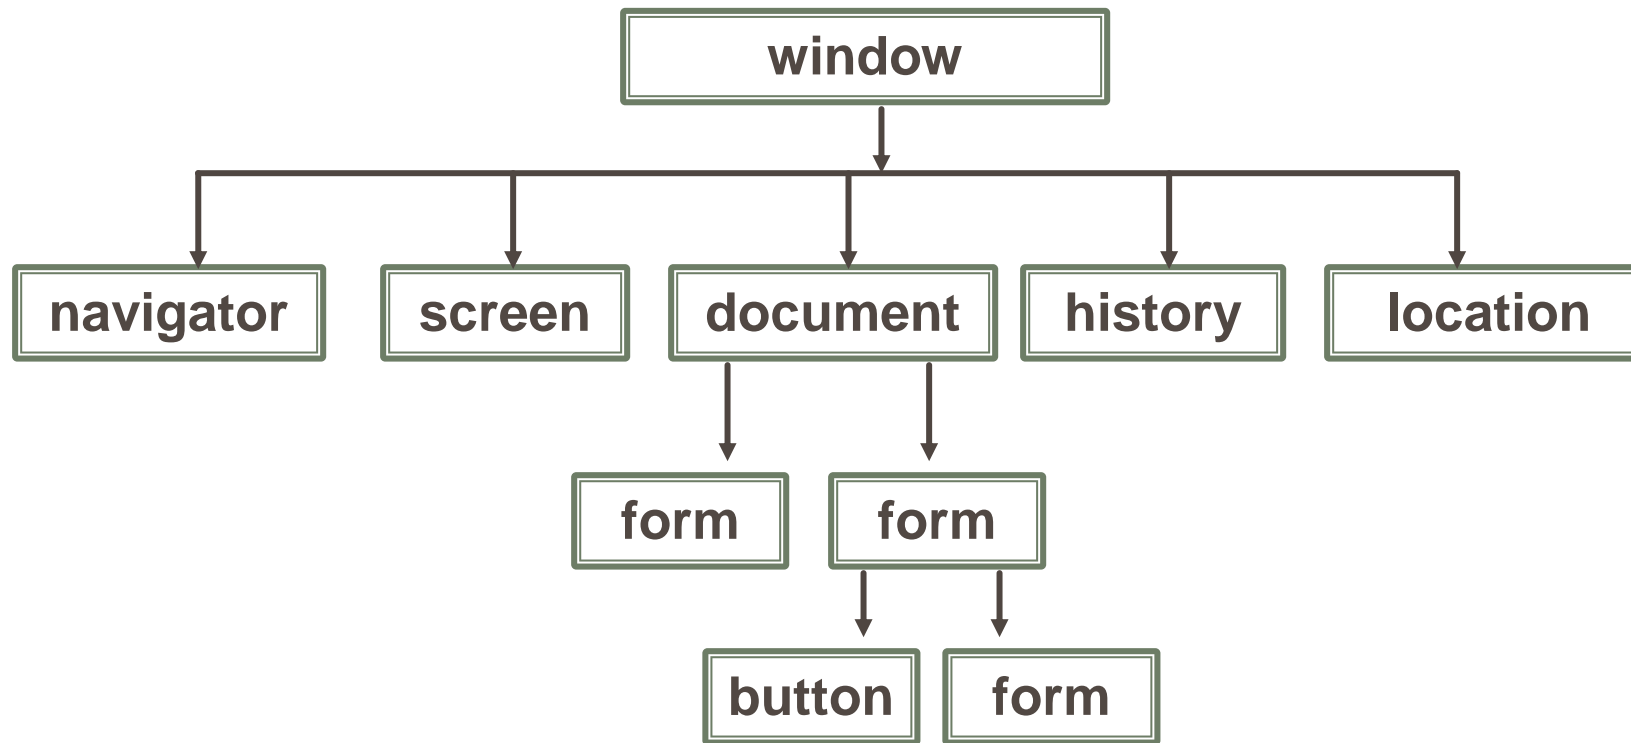 window
navigator
screen
document
history
location
form
form
button
form